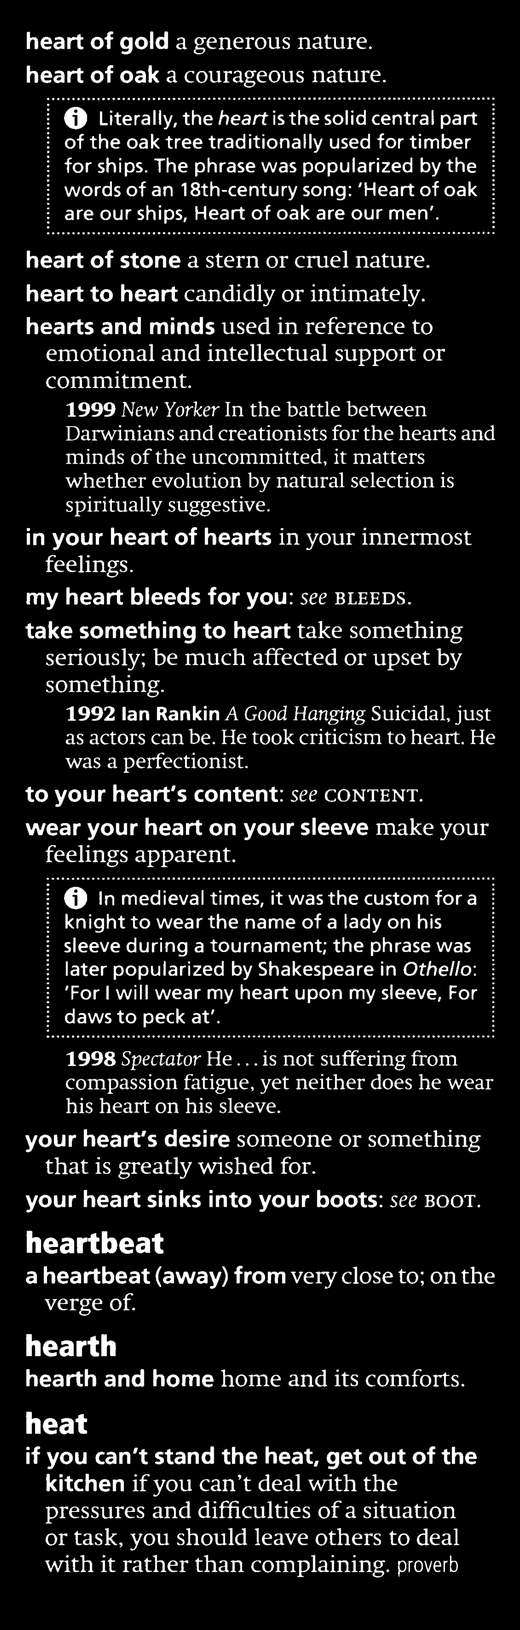 heart of gold a generous nature.
heart of oak a courageous nature.
i Literally, the heart is the solid central part
of the oak tree traditionally used for timber
for ships. The phrase was popularized by the
words of an 18th-century song: ‘Heart of oak
are our ships, Heart of oak are our men’.
heart of stone a stern or cruel nature.
heart to heart candidly or intimately.
hearts and minds used in reference to
emotional and intellectual support or
commitment.
1999 New Yorker In the battle between
Darwinians and creationists for the hearts and
minds of the uncommitted, it matters
whether evolution by natural selection is
spiritually suggestive.
in your heart of hearts in your innermost
feelings.
my heart bleeds for you: see BLEEDS.
take something to heart take something
seriously; be much affected or upset by
something.
1992 Ian Rankin A Good Hanging Suicidal, just
as actors can be. He took criticism to heart. He
was a perfectionist.
to your heart’s content: see CONTENT.
wear your heart on your sleeve make your
feelings apparent.
i In medieval times, it was the custom for a
knight to wear the name of a lady on his
sleeve during a tournament; the phrase was
later popularized by Shakespeare in Othello:
‘For I will wear my heart upon my sleeve, For
daws to peck at’.
1998 Spectator He ... is not suffering from
compassion fatigue, yet neither does he wear
his heart on his sleeve.
your heart’s desire someone or something
that is greatly wished for.
your heart sinks into your boots: see BOOT.
heartbeat
a heartbeat (away) from very close to; on the
verge of.
hearth
hearth and home home and its comforts.
heat
if you can’t stand the heat, get out of the
kitchen if you can’t deal with the
pressures and difficulties of a situation
or task, you should leave others to deal
with it rather than complaining. proverb